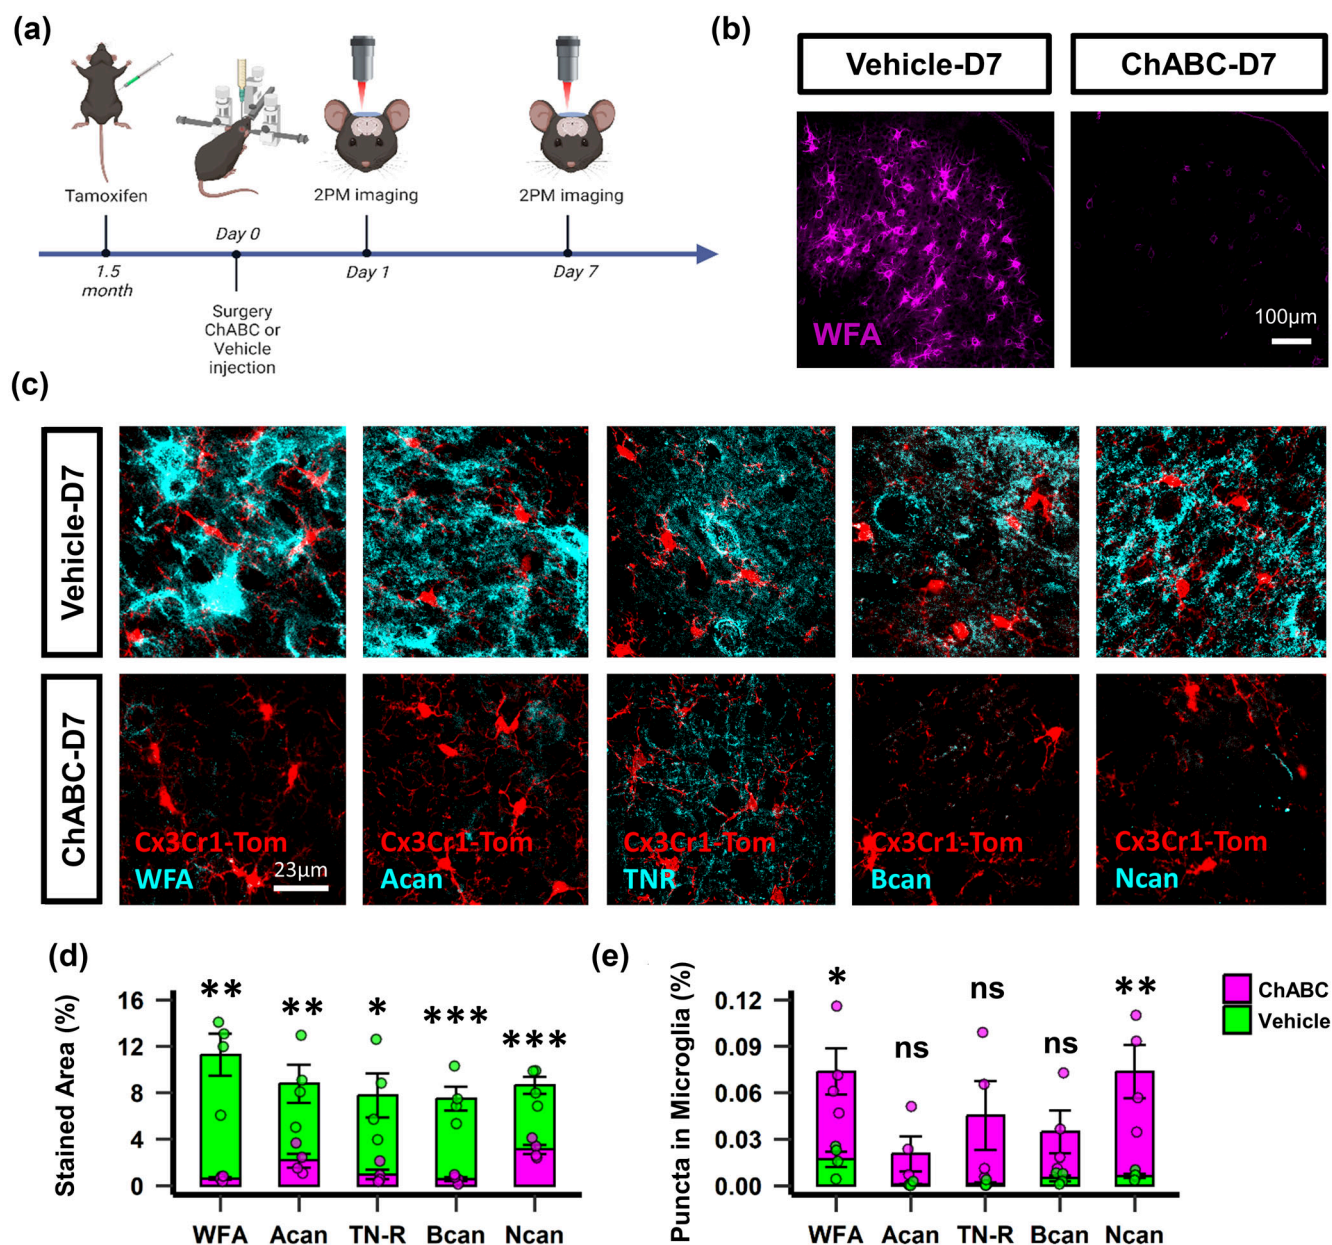 (a)
Tamoxifen
2PM imaging
2PM imaging
Day 0
1.5
month
Day 1
Day 7
Surgery
ChABC or
Vehicle
injection
(b)
Vehicle-D7
ChABC-D7
WFA
100μm
(c)
Vehicle-D7
ChABC-D7
Cx3Cr1-Tom
WFA
23μm
Cx3Cr1-Tom
Acan
Cx3Cr1-Tom
TNR
Cx3Cr1-Tom
Bcan
Cx3Cr1-Tom
Ncan
(d)
Stained Area (%)
16
12
8
4
0
**
**
*
***
***
WFA Acan TN-R Bcan Ncan
(e)
Puncta in Microglia (%)
0.12
0.09
0.06
0.03
0.00
*
ns
ns
ns
**
WFA Acan TN-R Bcan Ncan
ChABC
Vehicle